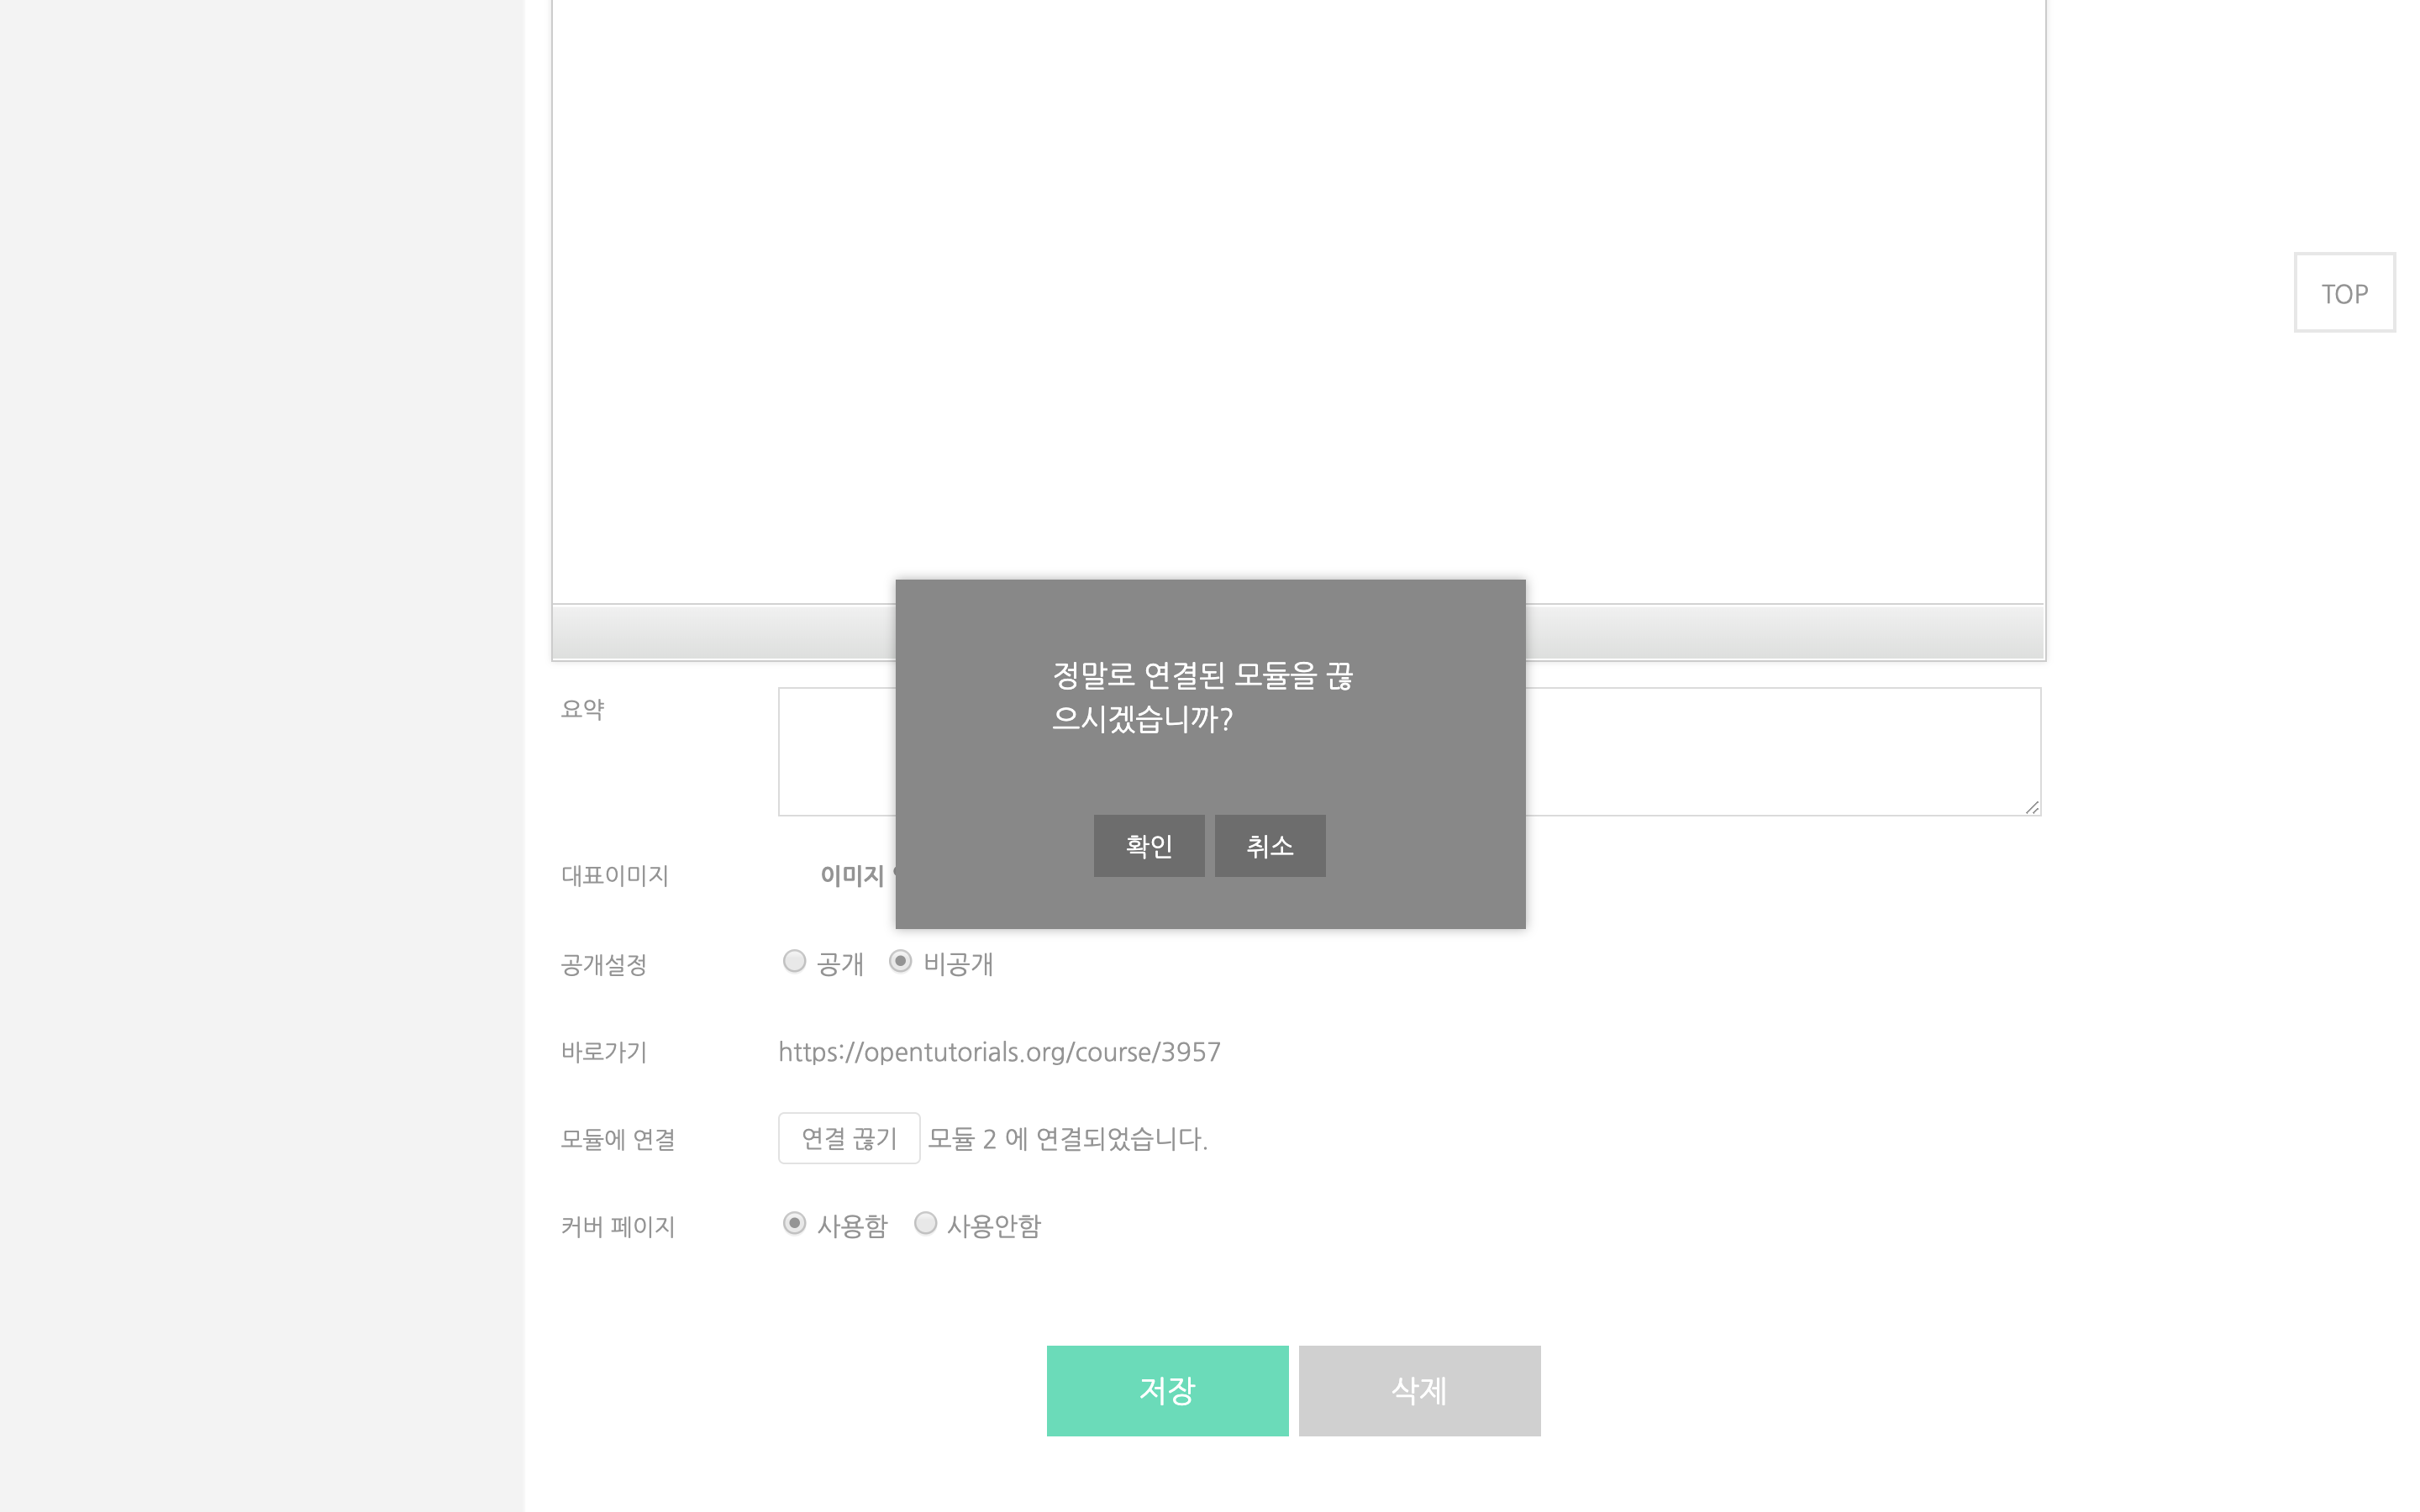 TOP
정말로 연결된 모듈을 끊
으시겠습니까?
확인 취소
요약
대표이미지 이미지
공개설정 공개 비공개
바로가기 https://opentutorials.org/course/3957
모듈에 연결 연결 끊기 모듈 2 에 연결되었습니다.
커버 페이지 사용함 사용안함
저장 삭제